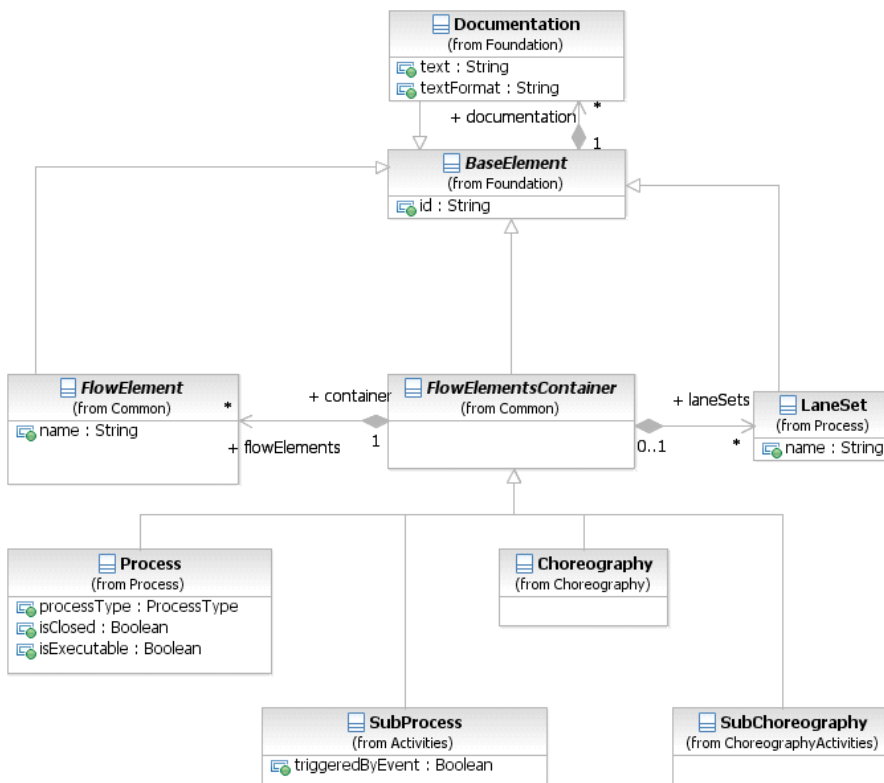 Documentation
(from Foundation)
text : String
textFormat : String
+ documentation
*
1
BaseElement
(from Foundation)
id : String
FlowElement
(from Common)
name : String
*
+ flowElements
+ container
1
FlowElementsContainer
(from Common)
+ laneSets
0..1
*
LaneSet
(from Process)
name : String
Process
(from Process)
processType : ProcessType
isClosed : Boolean
isExecutable : Boolean
Choreography
(from Choreography)
SubProcess
(from Activities)
triggeredByEvent : Boolean
SubChoreography
(from ChoreographyActivities)